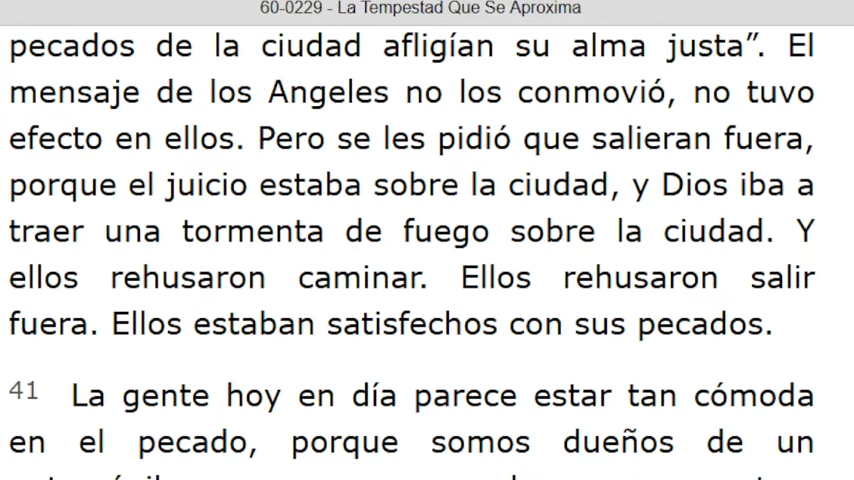 60-0229 - La Tempestad Que Se Aproxima
pecados de la ciudad afligían su alma justa”. El
mensaje de los Angeles no los conmovió, no tuvo
efecto en ellos. Pero se les pidió que salieran fuera,
porque el juicio estaba sobre la ciudad, y Dios iba a
traer una tormenta de fuego sobre la ciudad. Y
ellos rehusaron caminar. Ellos rehusaron salir
fuera. Ellos estaban satisfechos con sus pecados.
41 La gente hoy en día parece estar tan cómoda
en el pecado, porque somos dueños de un